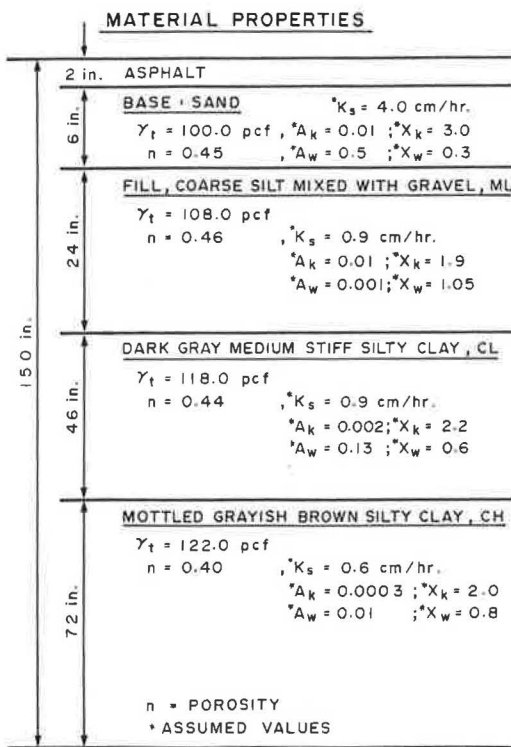 MATERIAL PROPERTIES
2 in. ASPHALT
BASE · SAND *Ks = 4.0 cm/hr.
γt = 100.0 pcf , *Ak = 0.01 ; *Xk = 3.0
n = 0.45 , *Aw = 0.5 ; *Xw = 0.3
6 in.
FILL, COARSE SILT MIXED WITH GRAVEL, ML
γt = 108.0 pcf
n = 0.46 , *Ks = 0.9 cm/hr.
*Ak = 0.01 ; *Xk = 1.9
*Aw = 0.001; *Xw = 1.05
24 in.
150 in.
DARK GRAY MEDIUM STIFF SILTY CLAY, CL
γt = 118.0 pcf
n = 0.44 , *Ks = 0.9 cm/hr.
*Ak = 0.002; *Xk = 2.2
*Aw = 0.13 ; *Xw = 0.6
46 in.
MOTTLED GRAYISH BROWN SILTY CLAY, CH
γt = 122.0 pcf
n = 0.40 , *Ks = 0.6 cm/hr.
*Ak = 0.0003 ; *Xk = 2.0
*Aw = 0.01 ; *Xw = 0.8
72 in.
n = POROSITY
* ASSUMED VALUES